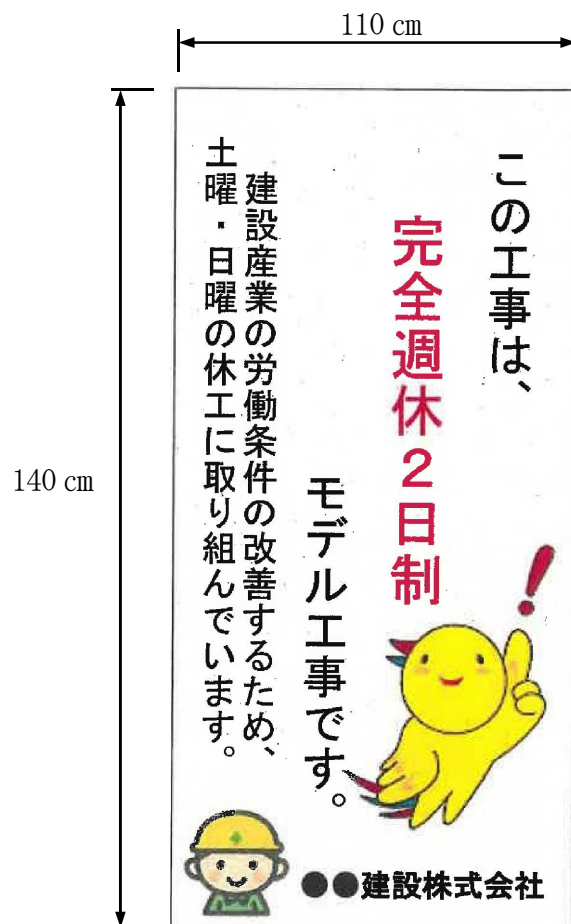 110 cm
140 cm
この工事は、
完全週休２日制
モデル工事です。
建設産業の労働条件の改善するため、
土曜・日曜の休工に取り組んでいます。
●●建設株式会社